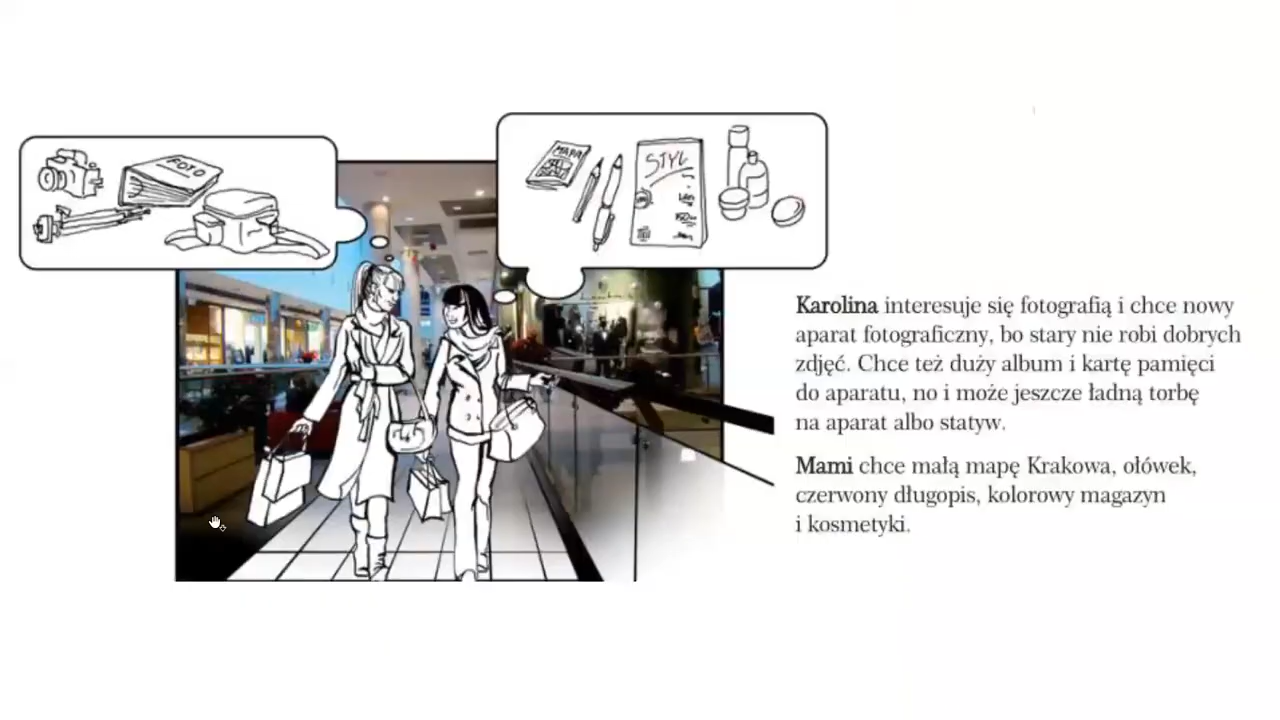 FOTO
MAPA
STYL
Karolina interesuje się fotografią i chce nowy
aparat fotograficzny, bo stary nie robi dobrych
zdjęć. Chce też duży album i kartę pamięci
do aparatu, no i może jeszcze ładną torbę
na aparat albo statyw.
Mami chce małą mapę Krakowa, ołówek,
czerwony długopis, kolorowy magazyn
i kosmetyki.